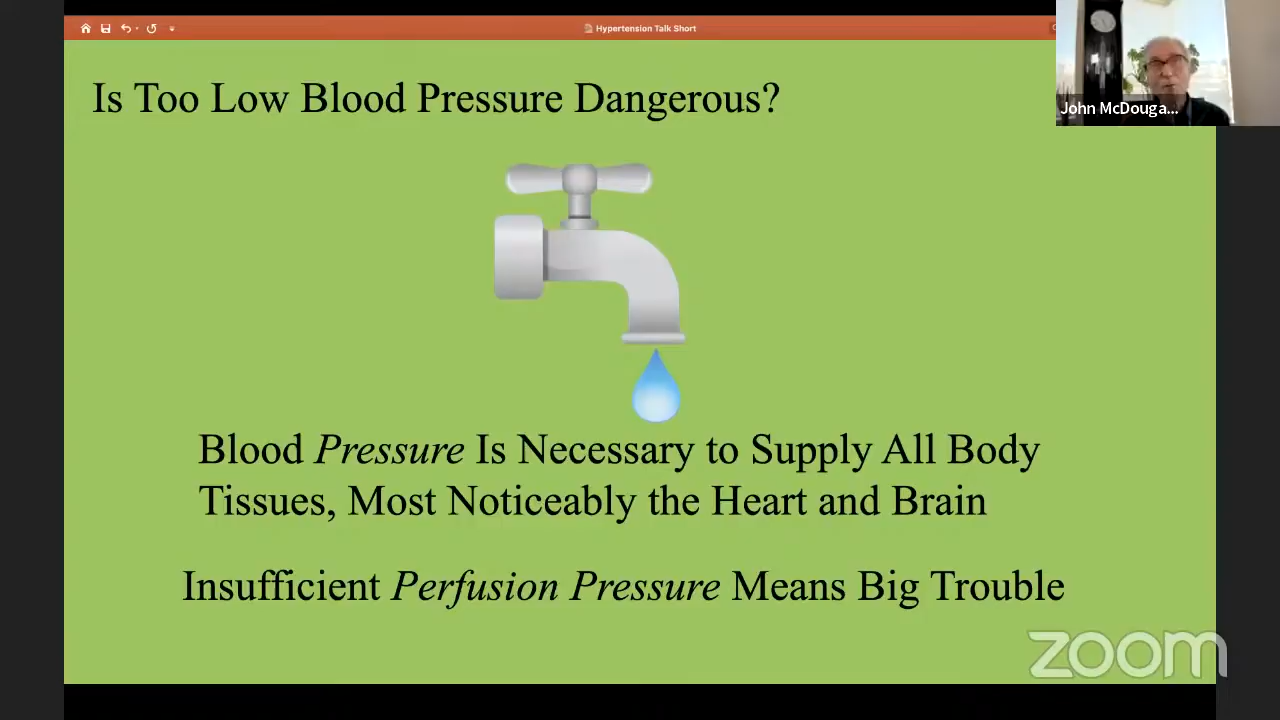 Hypertension Talk Short
John McDouga...
Is Too Low Blood Pressure Dangerous?
Blood Pressure Is Necessary to Supply All Body
Tissues, Most Noticeably the Heart and Brain
Insufficient Perfusion Pressure Means Big Trouble
zoom